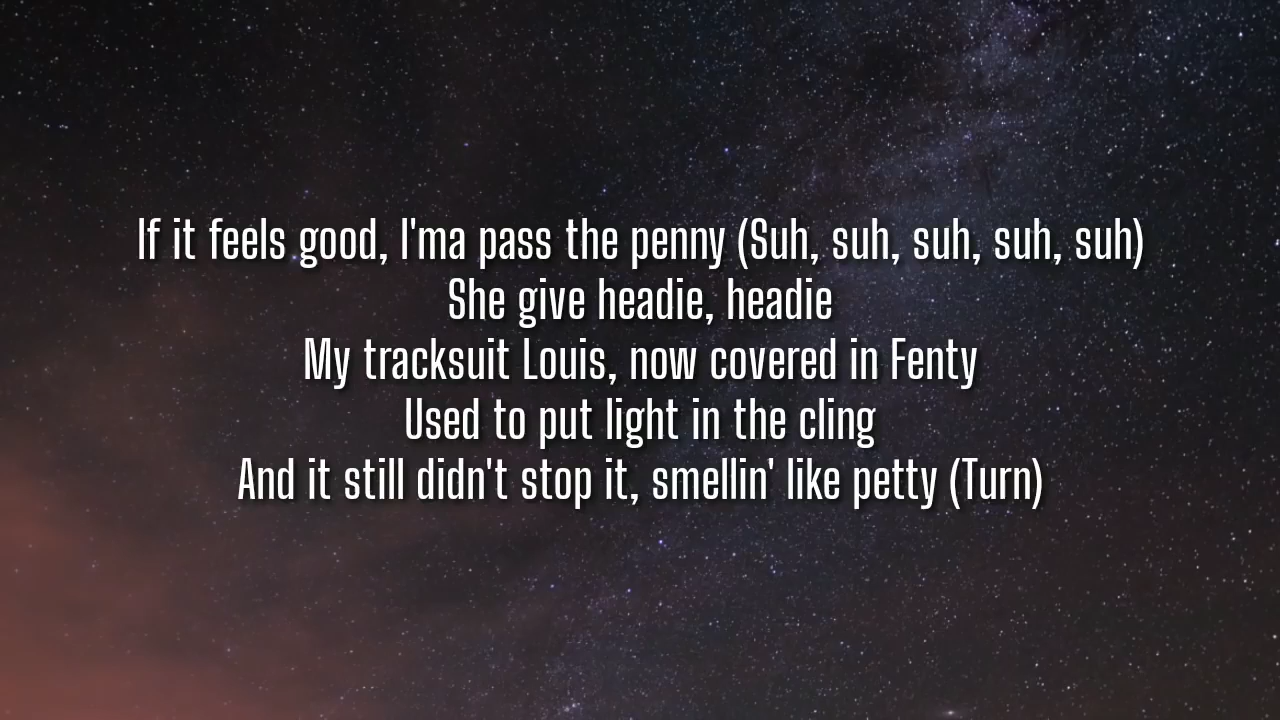 If it feels good, I'ma pass the penny (Suh, suh, suh, suh, suh)
She give headie, headie
My tracksuit Louis, now covered in Fenty
Used to put light in the cling
And it still didn't stop it, smellin' like petty (Turn)